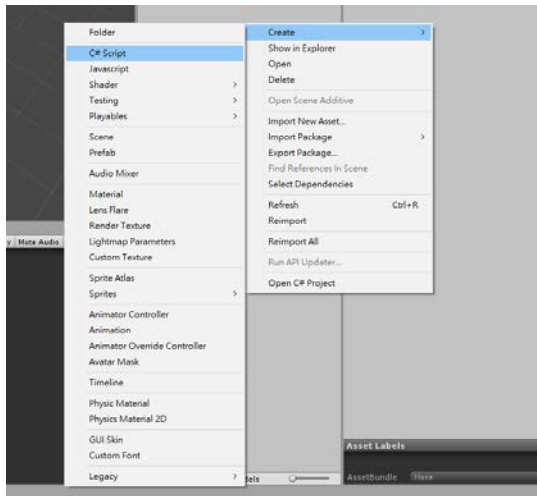 Folder
C# Script
Javascript
Shader
Testing
Playables
Scene
Prefab
Audio Mixer
Material
Lens Flare
Render Texture
Lightmap Parameters
Custom Texture
Sprite Atlas
Sprites
Animator Controller
Animation
Animator Override Controller
Avatar Mask
Timeline
Physic Material
Physics Material 2D
GUI Skin
Custom Font
Legacy
Create
Show in Explorer
Open
Delete
Open Scene Additive
Import New Asset...
Import Package
Export Package...
Find References In Scene
Select Dependencies
Refresh Ctrl+R
Reimport
Reimport All
Run API Updater...
Open C# Project
y Mute Audio
bels
Asset Labels
AssetBundle None